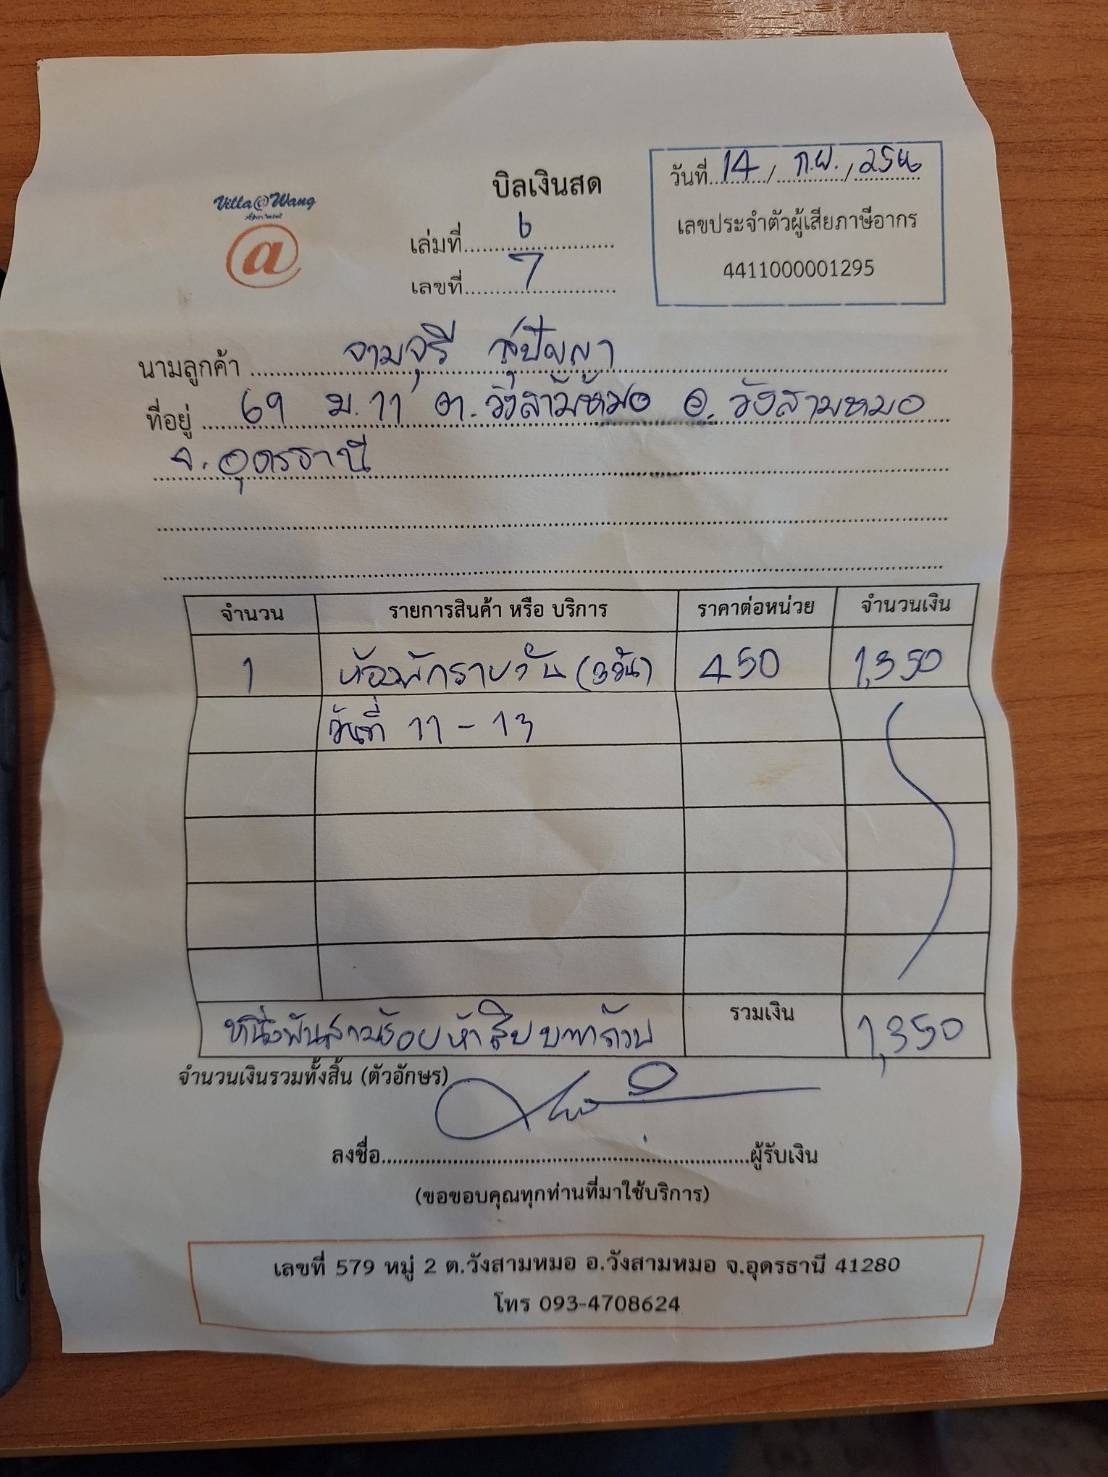 Villa@Wang
@
บิลเงินสด
เล่มที่ 6
เลขที่ 7
วันที่ 14 / ก.ย. / 256
เลขประจำตัวผู้เสียภาษีอากร
4411000001295
นามลูกค้า จามจุรี สุปัญญา
ที่อยู่ 69 ม.11 ต.วังสามหมอ อ.วังสามหมอ
จ.อุดรธานี
จำนวน รายการสินค้า หรือ บริการ ราคาต่อหน่วย จำนวนเงิน
1 ห้องพักรายวัน (3วัน) 450 1,350
วันที่ 11 - 13
หนึ่งพันสามร้อยห้าสิบบาทถ้วน รวมเงิน 1,350
จำนวนเงินรวมทั้งสิ้น (ตัวอักษร)
ลงชื่อ ผู้รับเงิน
(ขอขอบคุณทุกท่านที่มาใช้บริการ)
เลขที่ 579 หมู่ 2 ต.วังสามหมอ อ.วังสามหมอ จ.อุดรธานี 41280
โทร 093-4708624